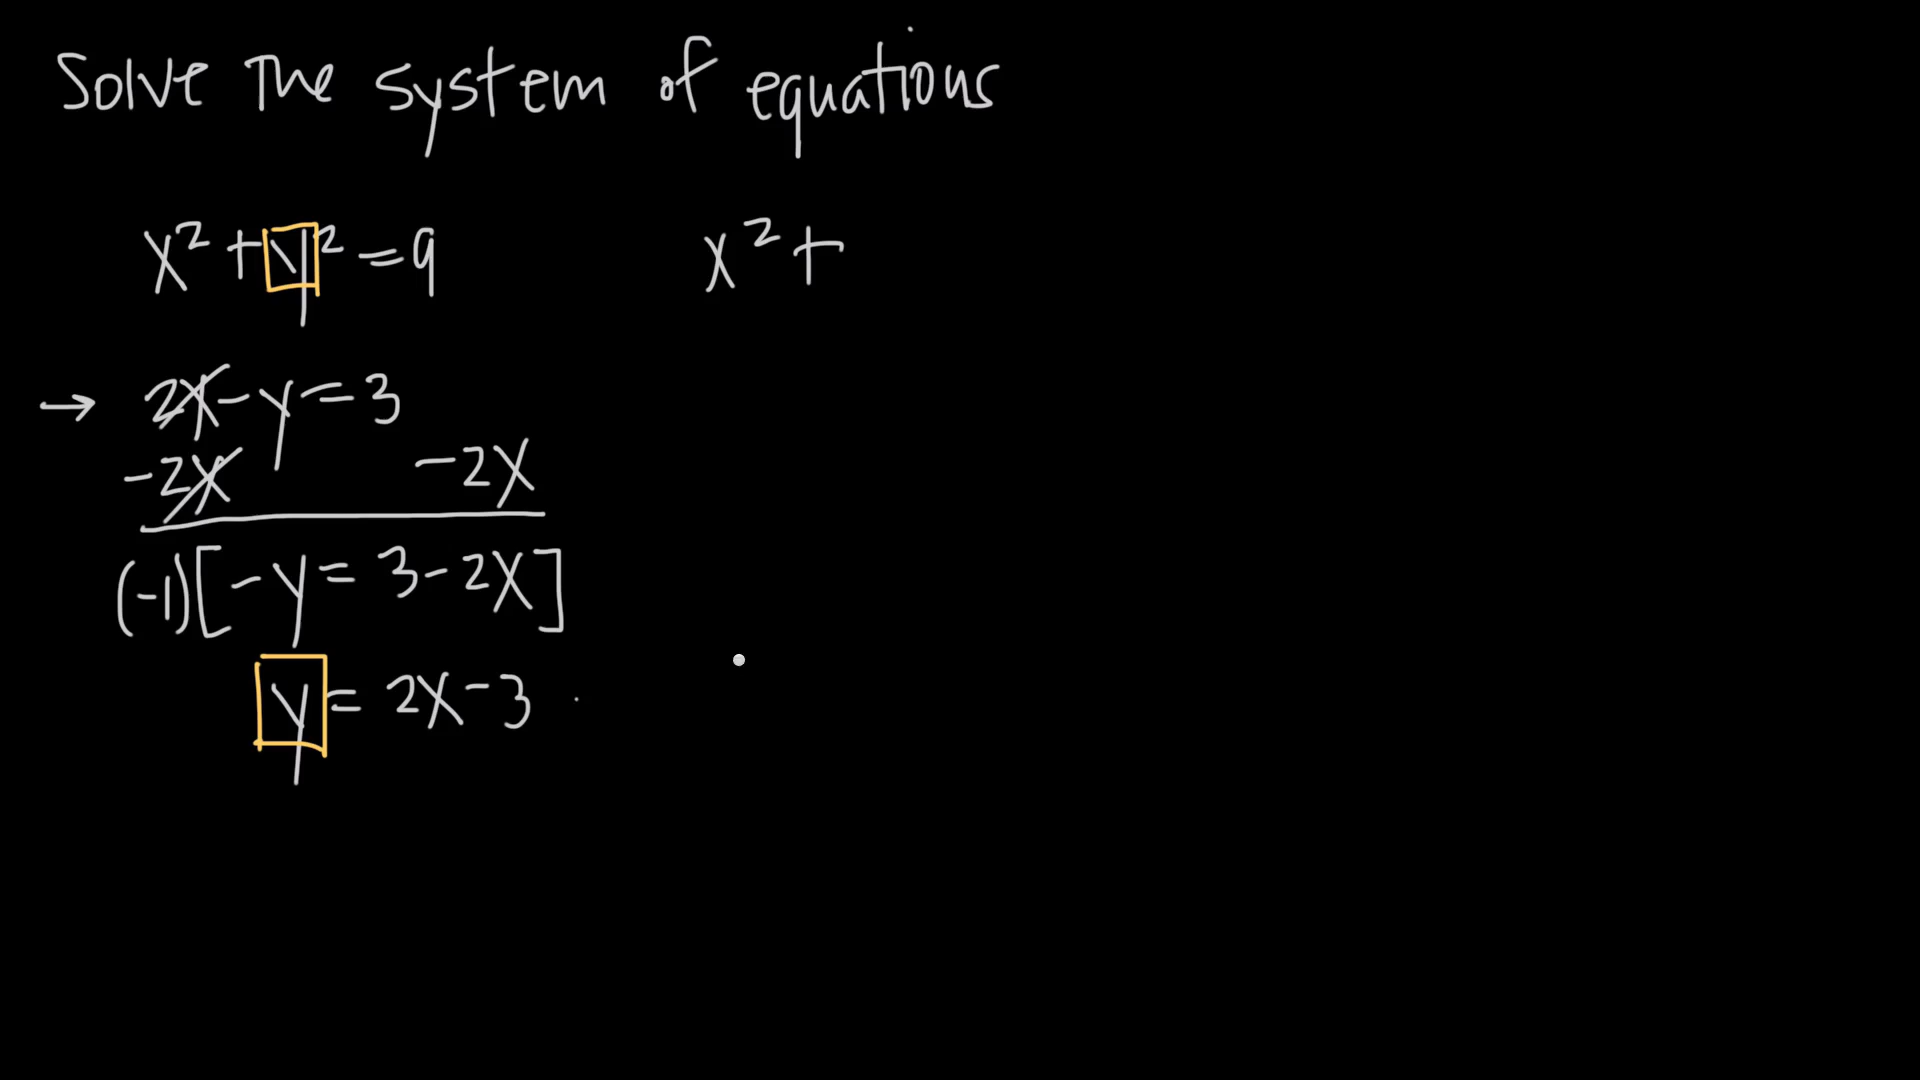 Solve The system of equations
x² + y² = 9
x² +
→ 2x - y = 3
-2x -2x
(-1)[-y = 3 - 2x]
y = 2x - 3